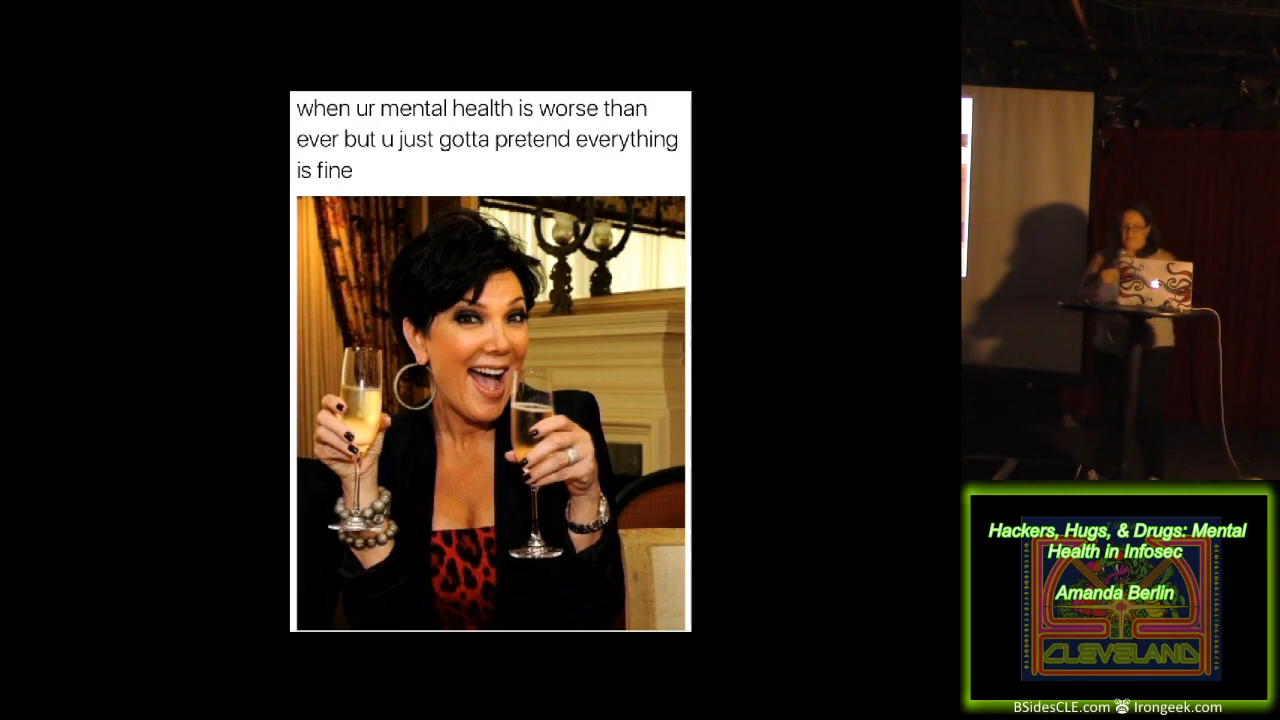 when ur mental health is worse than
ever but u just gotta pretend everything
is fine
Hackers, Hugs, & Drugs: Mental
Health in Infosec
Amanda Berlin
CLEVELAND
BSidesCLE.com Irongeek.com